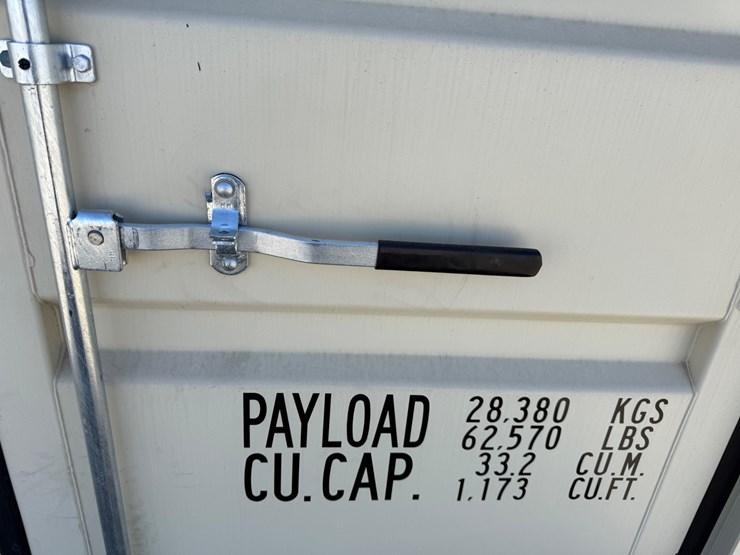 PAYLOAD 28,380 KGS
62,570 LBS
CU. CAP. 33.2 CU.M.
1,173 CU.FT.